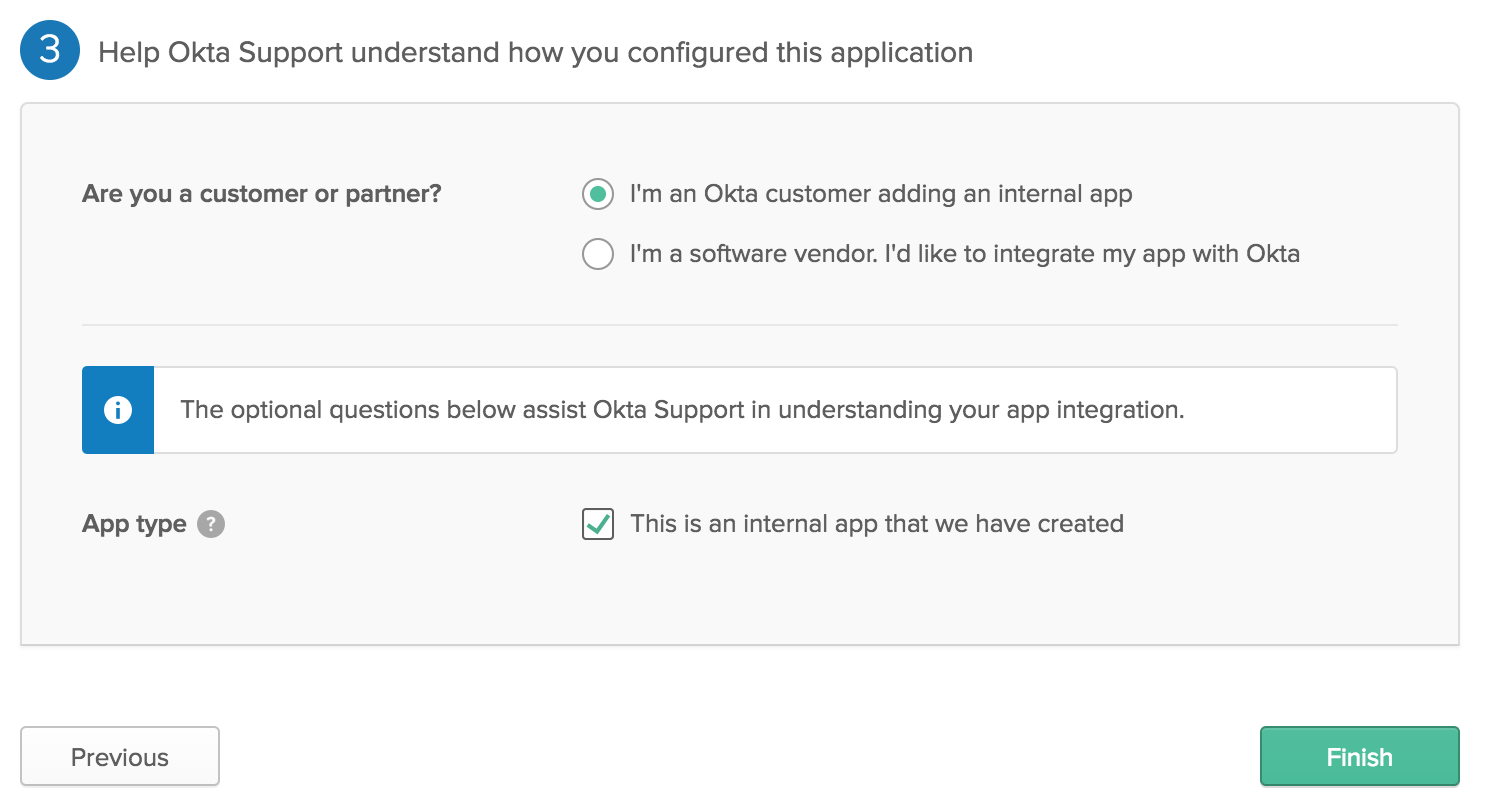 3 Help Okta Support understand how you configured this application
Are you a customer or partner?
I'm an Okta customer adding an internal app
I'm a software vendor. I'd like to integrate my app with Okta
i The optional questions below assist Okta Support in understanding your app integration.
App type ?
This is an internal app that we have created
Previous
Finish